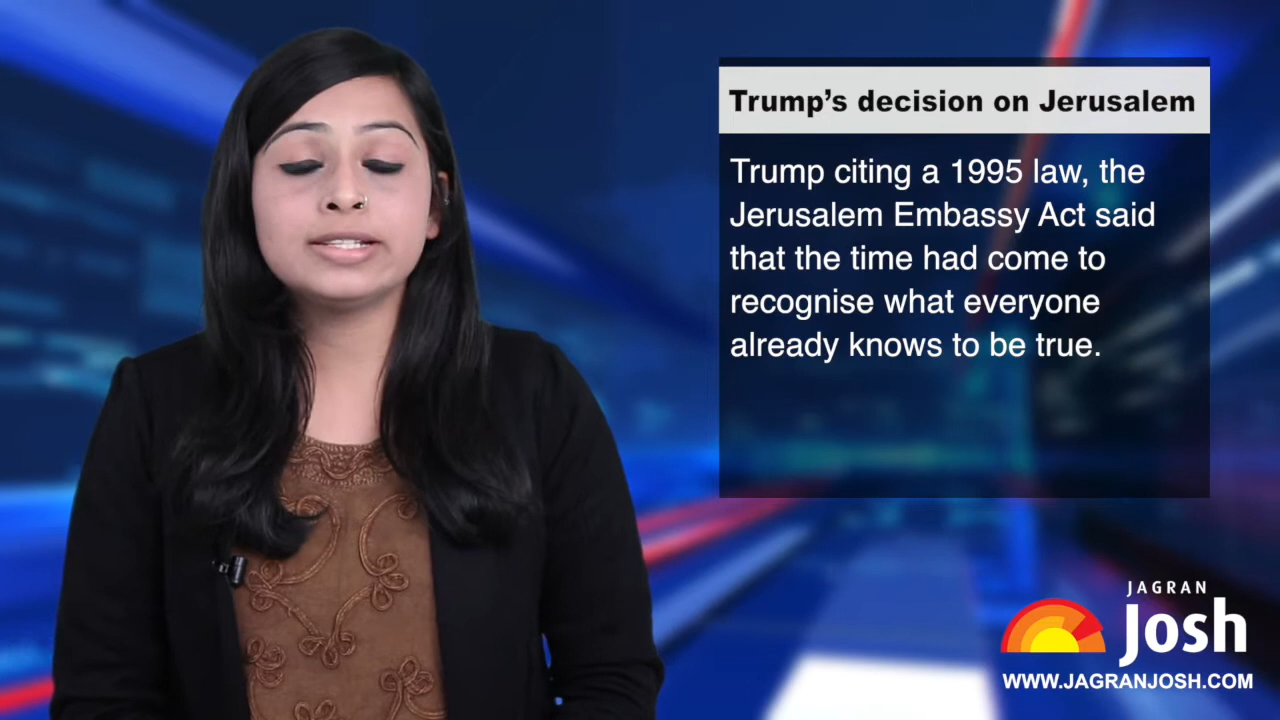 Trump’s decision on Jerusalem
Trump citing a 1995 law, the
Jerusalem Embassy Act said
that the time had come to
recognise what everyone
already knows to be true.
JAGRAN
Josh
WWW.JAGRANJOSH.COM